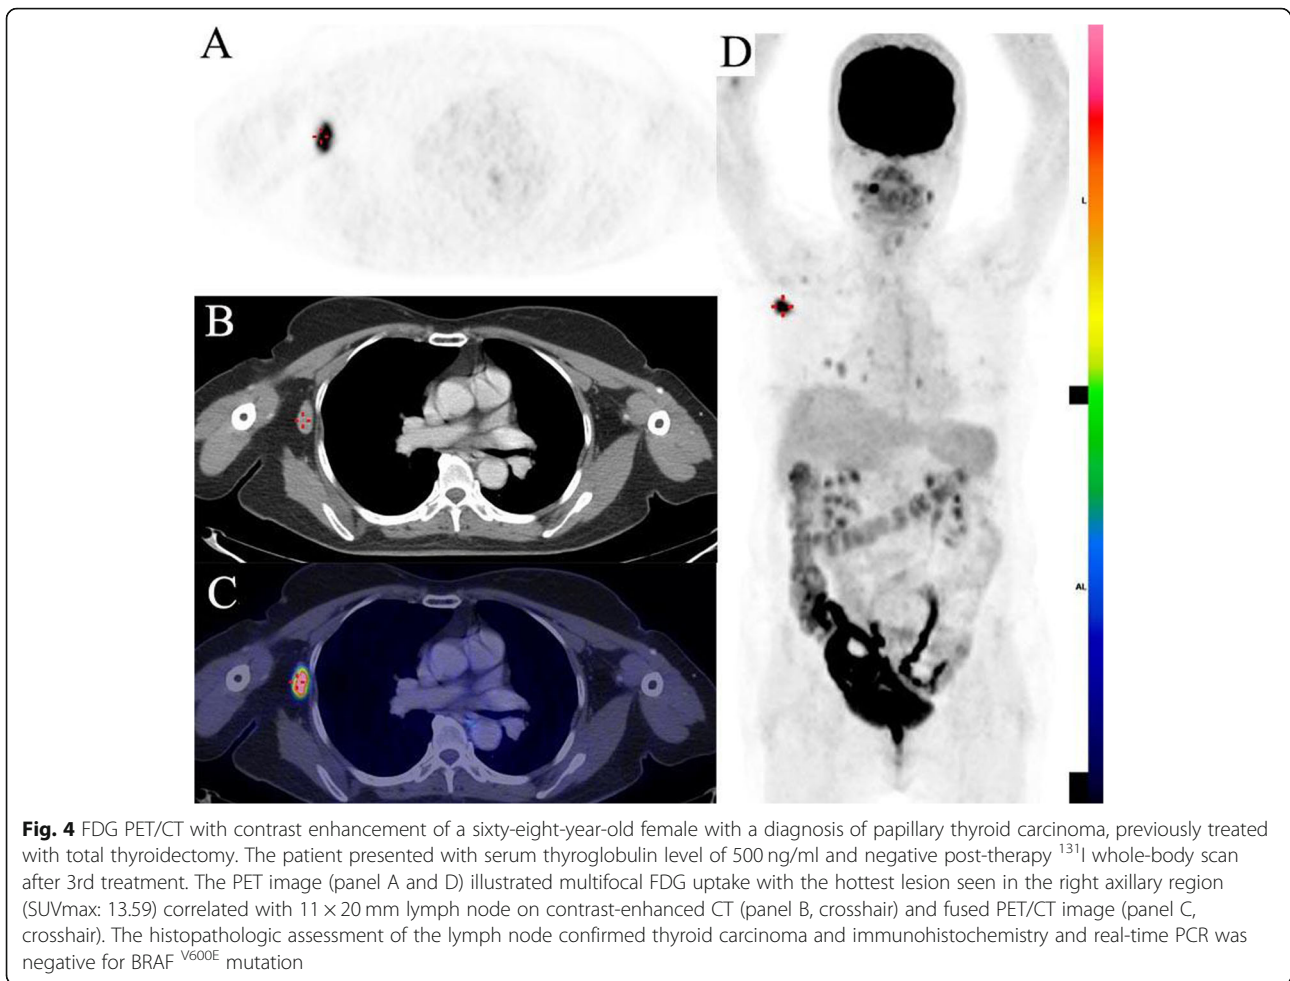 A
D
L
B
C
AL
Fig. 4 FDG PET/CT with contrast enhancement of a sixty-eight-year-old female with a diagnosis of papillary thyroid carcinoma, previously treated
with total thyroidectomy. The patient presented with serum thyroglobulin level of 500 ng/ml and negative post-therapy ¹³¹I whole-body scan
after 3rd treatment. The PET image (panel A and D) illustrated multifocal FDG uptake with the hottest lesion seen in the right axillary region
(SUVmax: 13.59) correlated with 11 × 20 mm lymph node on contrast-enhanced CT (panel B, crosshair) and fused PET/CT image (panel C,
crosshair). The histopathologic assessment of the lymph node confirmed thyroid carcinoma and immunohistochemistry and real-time PCR was
negative for BRAF V600E mutation